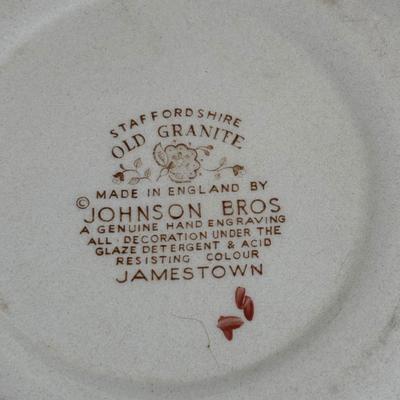 STAFFORDSHIRE
OLD GRANITE
MADE IN ENGLAND BY
© JOHNSON BROS
A GENUINE HAND ENGRAVING
ALL·DECORATION UNDER THE
GLAZE DETERGENT & ACID
RESISTING COLOUR
JAMESTOWN